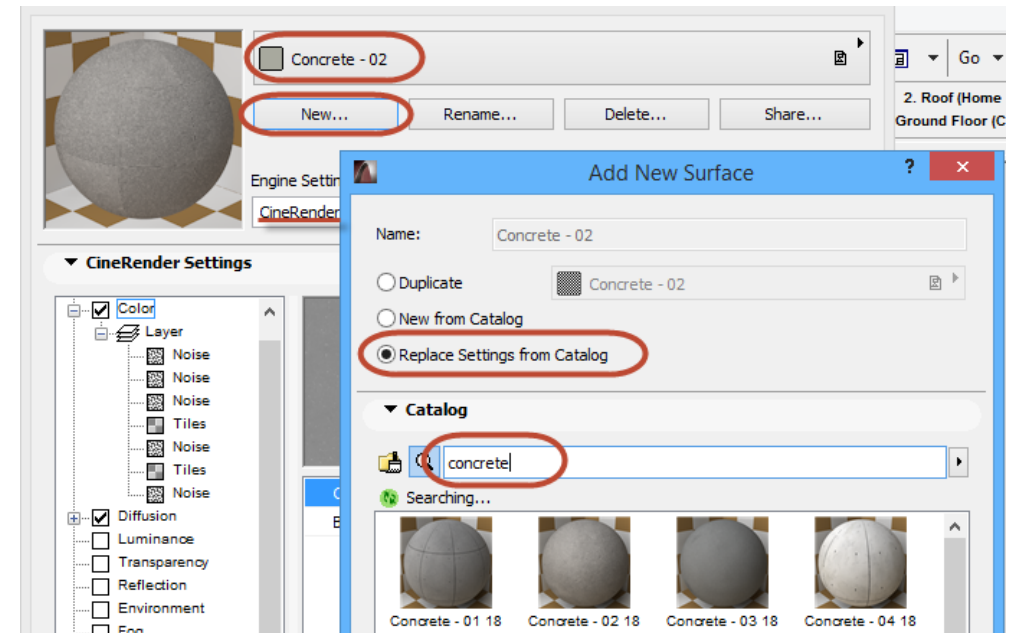 Concrete - 02
Go
New...
Rename...
Delete...
Share...
2. Roof (Home
Ground Floor (C
Engine Settin
CineRender
Add New Surface
?
Name:
Concrete - 02
Duplicate
Concrete - 02
New from Catalog
Replace Settings from Catalog
CineRender Settings
Color
Layer
Noise
Noise
Noise
Tiles
Noise
Tiles
Noise
Diffusion
Luminance
Transparency
Reflection
Environment
Fog
Catalog
concrete
Searching...
Concrete - 01 18
Concrete - 02 18
Concrete - 03 18
Concrete - 04 18